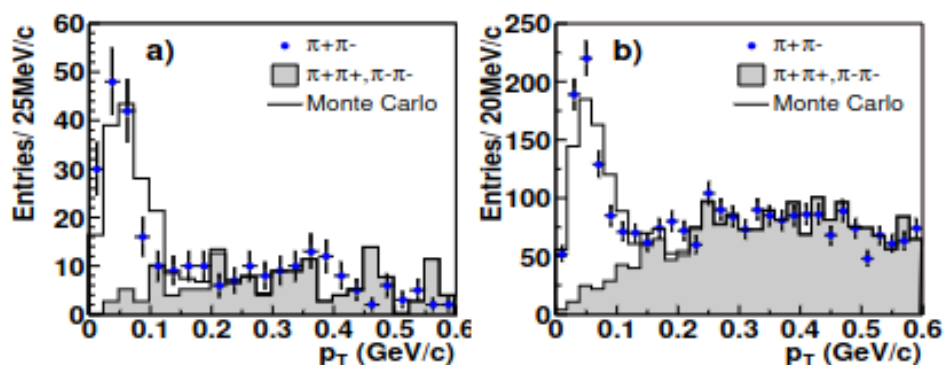 Entries/ 25MeV/c
60
50
40
30
20
10
0
a)
π+π-
π+π+,π-π-
Monte Carlo
0 0.1 0.2 0.3 0.4 0.5 0.6
pT (GeV/c)
Entries/ 20MeV/c
250
200
150
100
50
0
b)
π+π-
π+π+,π-π-
Monte Carlo
0 0.1 0.2 0.3 0.4 0.5 0.6
pT (GeV/c)